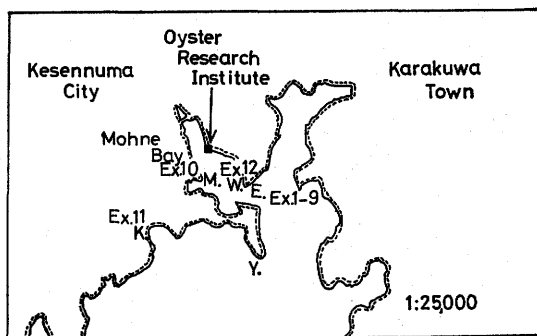 Oyster
Research
Institute
Kesennuma
City
Karakuwa
Town
Mohne
Bay
Ex.10
M.
Ex.12
W.
E.
Ex.1-9
Ex.11
K.
Y.
1:25,000